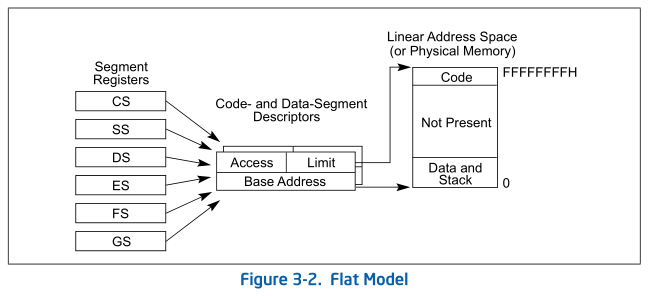 Linear Address Space
(or Physical Memory)
Segment
Registers
CS
SS
DS
ES
FS
GS
Code- and Data-Segment
Descriptors
Access
Limit
Base Address
Code
FFFFFFFFH
Not Present
Data and
Stack
0
Figure 3-2. Flat Model